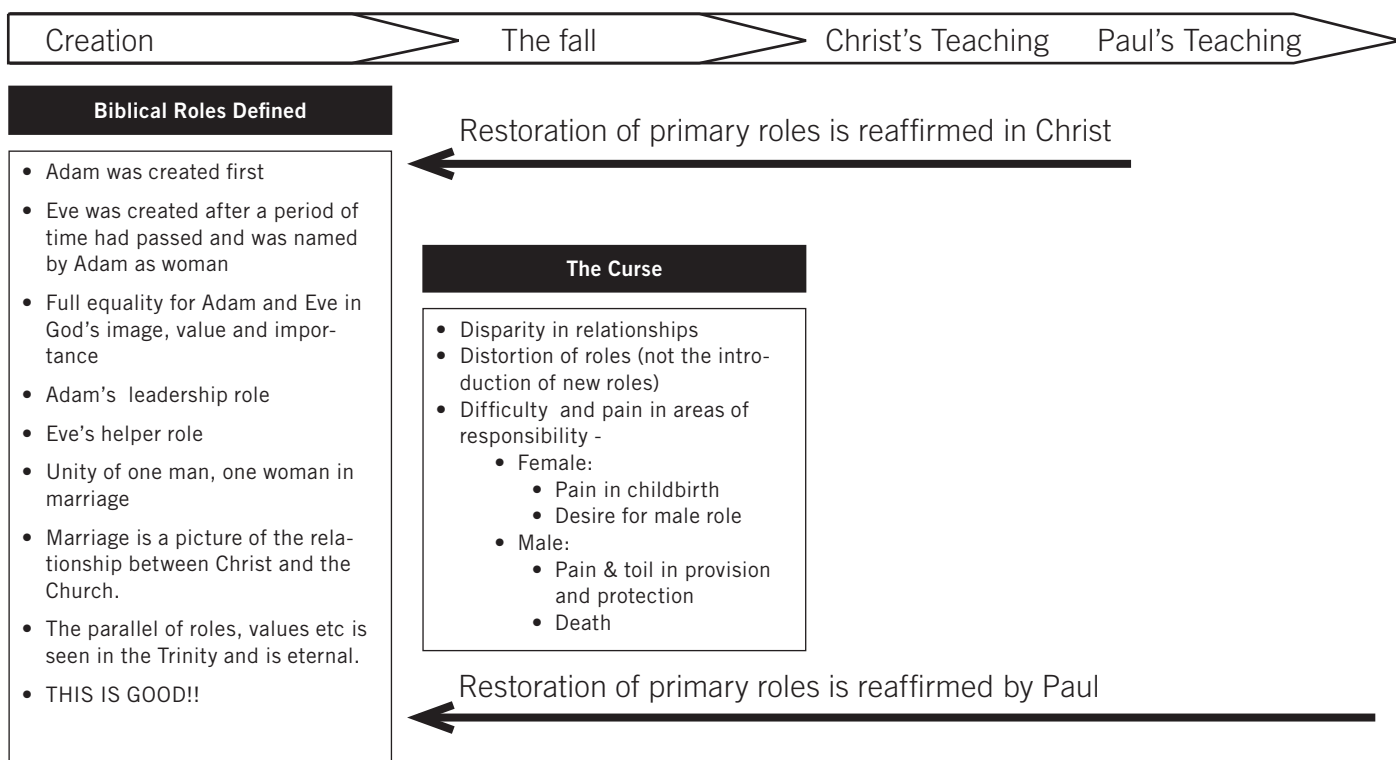 Creation
The fall
Christ's Teaching
Paul's Teaching
Biblical Roles Defined
• Adam was created first
• Eve was created after a period of
time had passed and was named
by Adam as woman
• Full equality for Adam and Eve in
God's image, value and impor-
tance
• Adam's  leadership role
• Eve's helper role
• Unity of one man, one woman in
marriage
• Marriage is a picture of the rela-
tionship between Christ and the
Church.
• The parallel of roles, values etc is
seen in the Trinity and is eternal.
• THIS IS GOOD!!
Restoration of primary roles is reaffirmed in Christ
The Curse
• Disparity in relationships
• Distortion of roles (not the intro-
duction of new roles)
• Difficulty  and pain in areas of
responsibility -
• Female:
• Pain in childbirth
• Desire for male role
• Male:
• Pain & toil in provision
and protection
• Death
Restoration of primary roles is reaffirmed by Paul